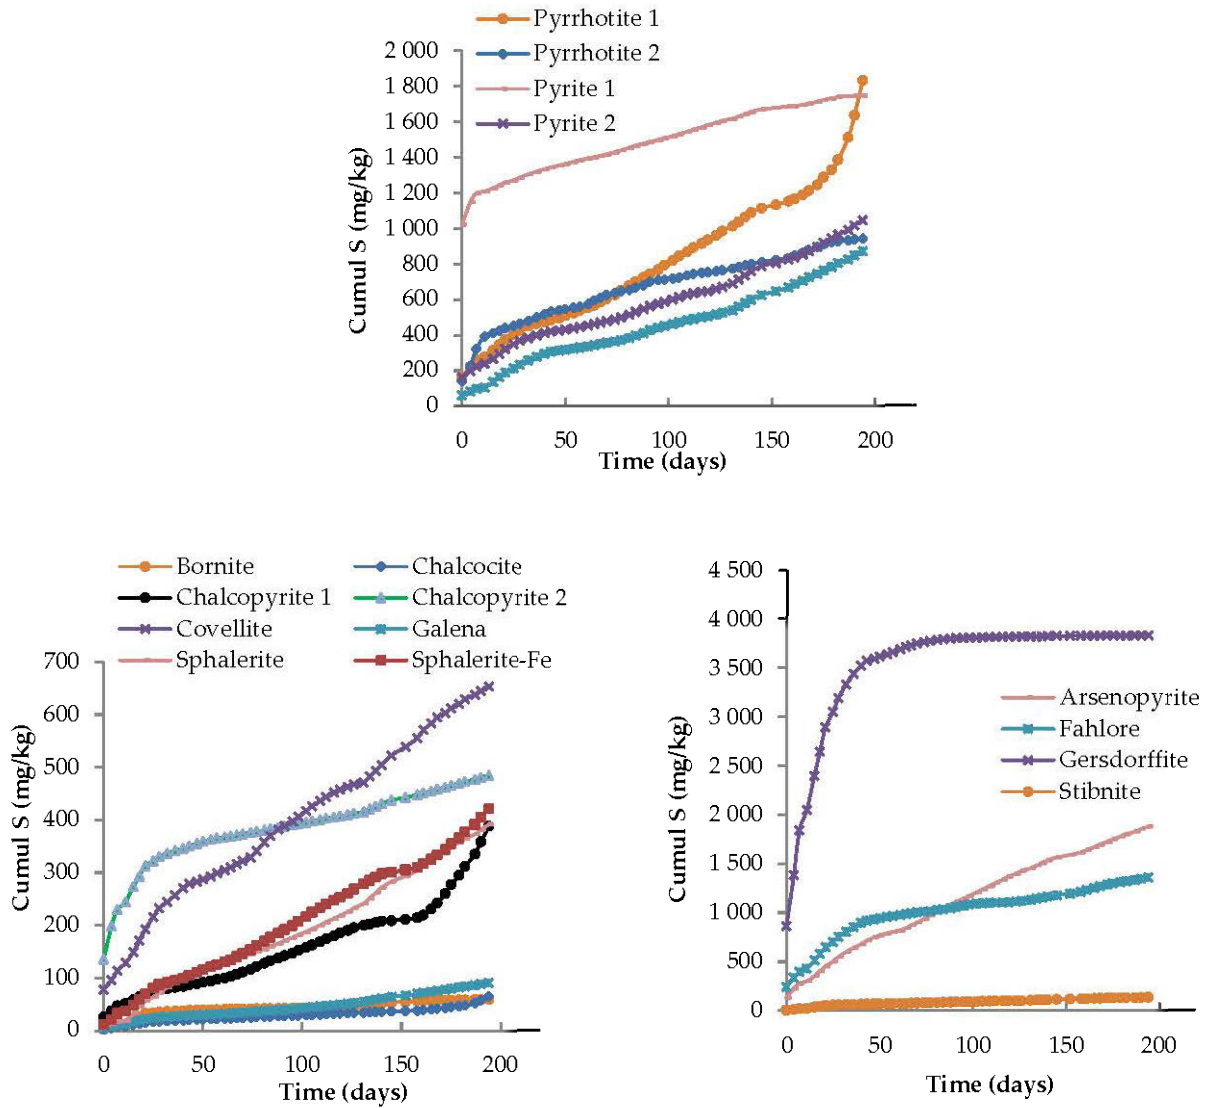 Pyrrhotite 1
Pyrrhotite 2
Pyrite 1
Pyrite 2
Cumul S (mg/kg)
2 000
1 800
1 600
1 400
1 200
1 000
800
600
400
200
0
0 50 100 150 200
Time (days)
Bornite Chalcocite
Chalcopyrite 1 Chalcopyrite 2
Covellite Galena
Sphalerite Sphalerite-Fe
Cumul S (mg/kg)
700
600
500
400
300
200
100
0
0 50 100 150 200
Time (days)
Cumul S (mg/kg)
4 500
4 000
3 500
3 000
2 500
2 000
1 500
1 000
500
0
Arsenopyrite
Fahlore
Gersdorffite
Stibnite
0 50 100 150 200
Time (days)